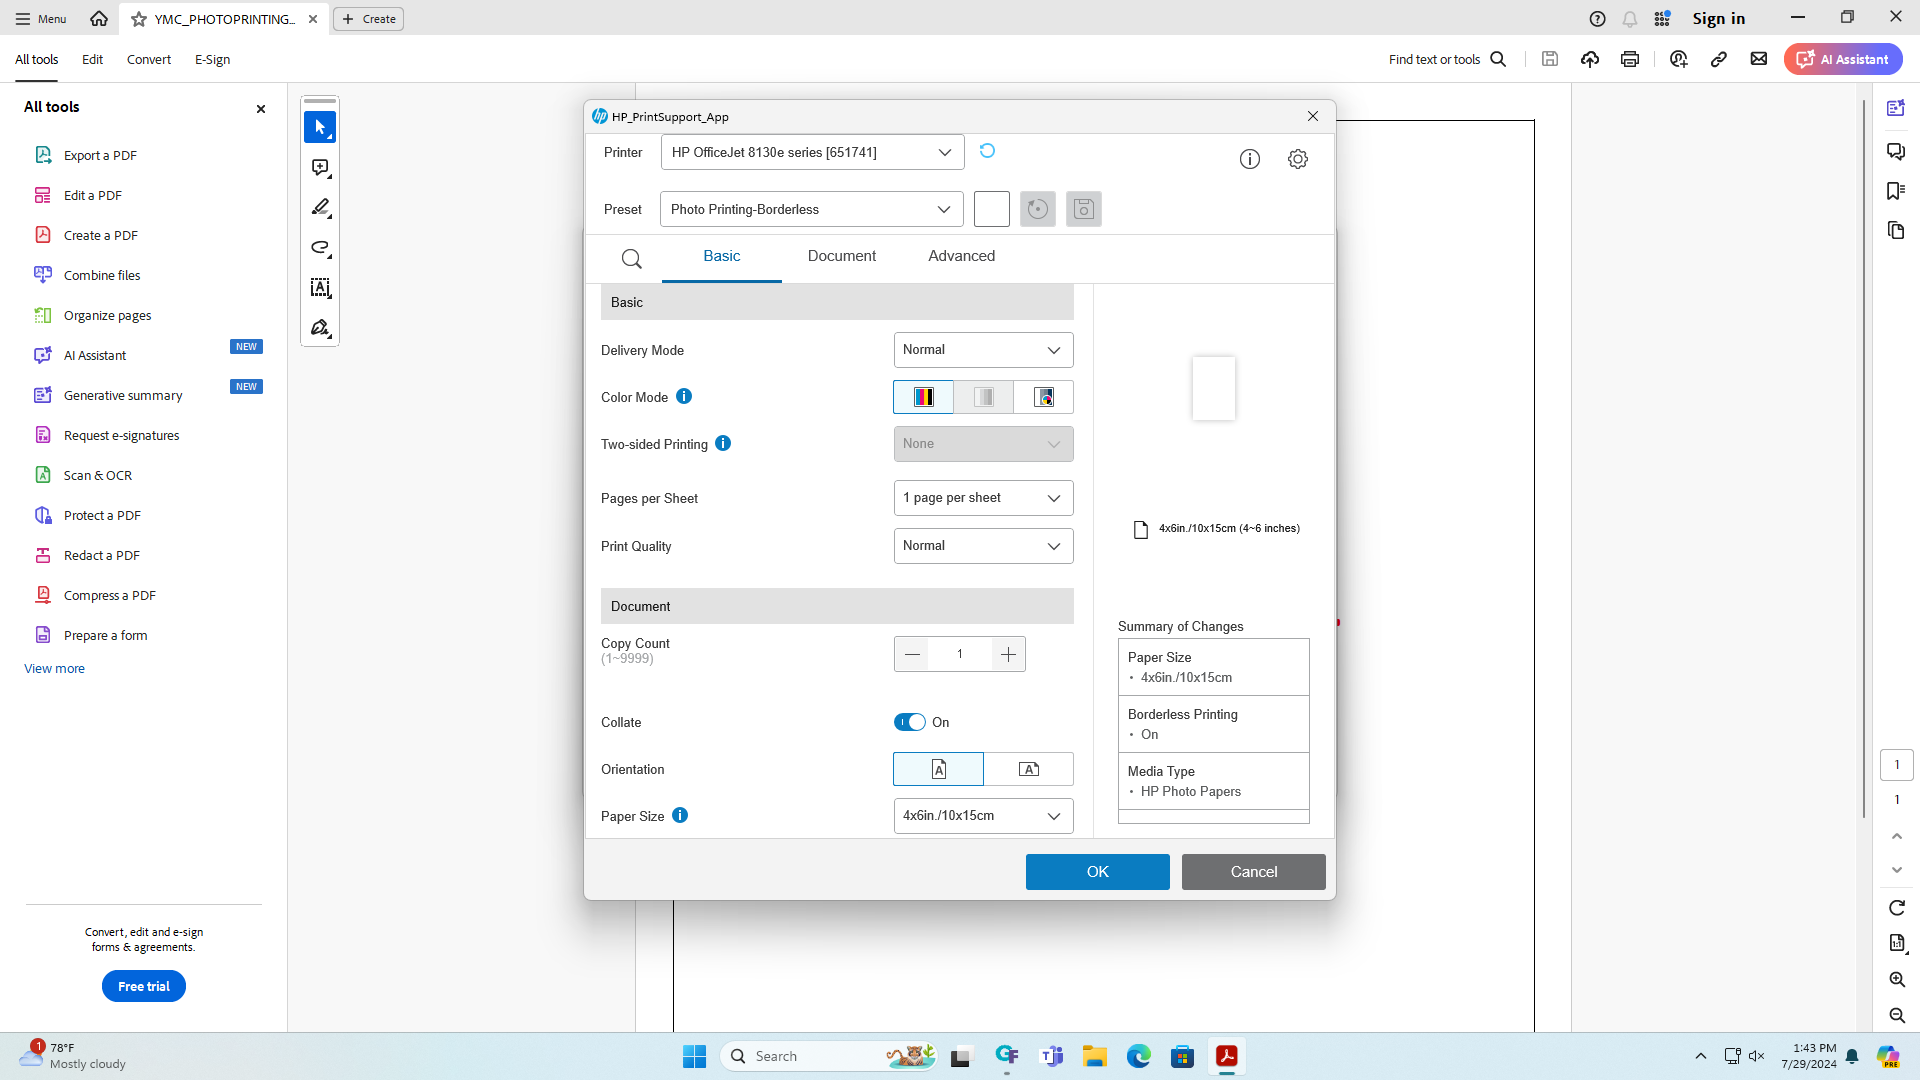 Menu
YMC_PHOTOPRINTING...
Create
Sign in
All tools
Edit
Convert
E-Sign
Find text or tools
AI Assistant
All tools
Export a PDF
Edit a PDF
Create a PDF
Combine files
Organize pages
AI Assistant
NEW
Generative summary
NEW
Request e-signatures
Scan & OCR
Protect a PDF
Redact a PDF
Compress a PDF
Prepare a form
View more
Convert, edit and e-sign
forms & agreements.
Free trial
HP_PrintSupport_App
Printer
HP OfficeJet 8130e series [651741]
Preset
Photo Printing-Borderless
Basic
Document
Advanced
Basic
Delivery Mode
Normal
Color Mode
Two-sided Printing
None
Pages per Sheet
1 page per sheet
Print Quality
Normal
Document
Copy Count
(1~9999)
1
Collate
On
Orientation
Paper Size
4x6in./10x15cm
4x6in./10x15cm (4~6 inches)
Summary of Changes
Paper Size
• 4x6in./10x15cm
Borderless Printing
• On
Media Type
• HP Photo Papers
OK
Cancel
1
1
1
78°F
Mostly cloudy
Search
1:43 PM
7/29/2024
PRE